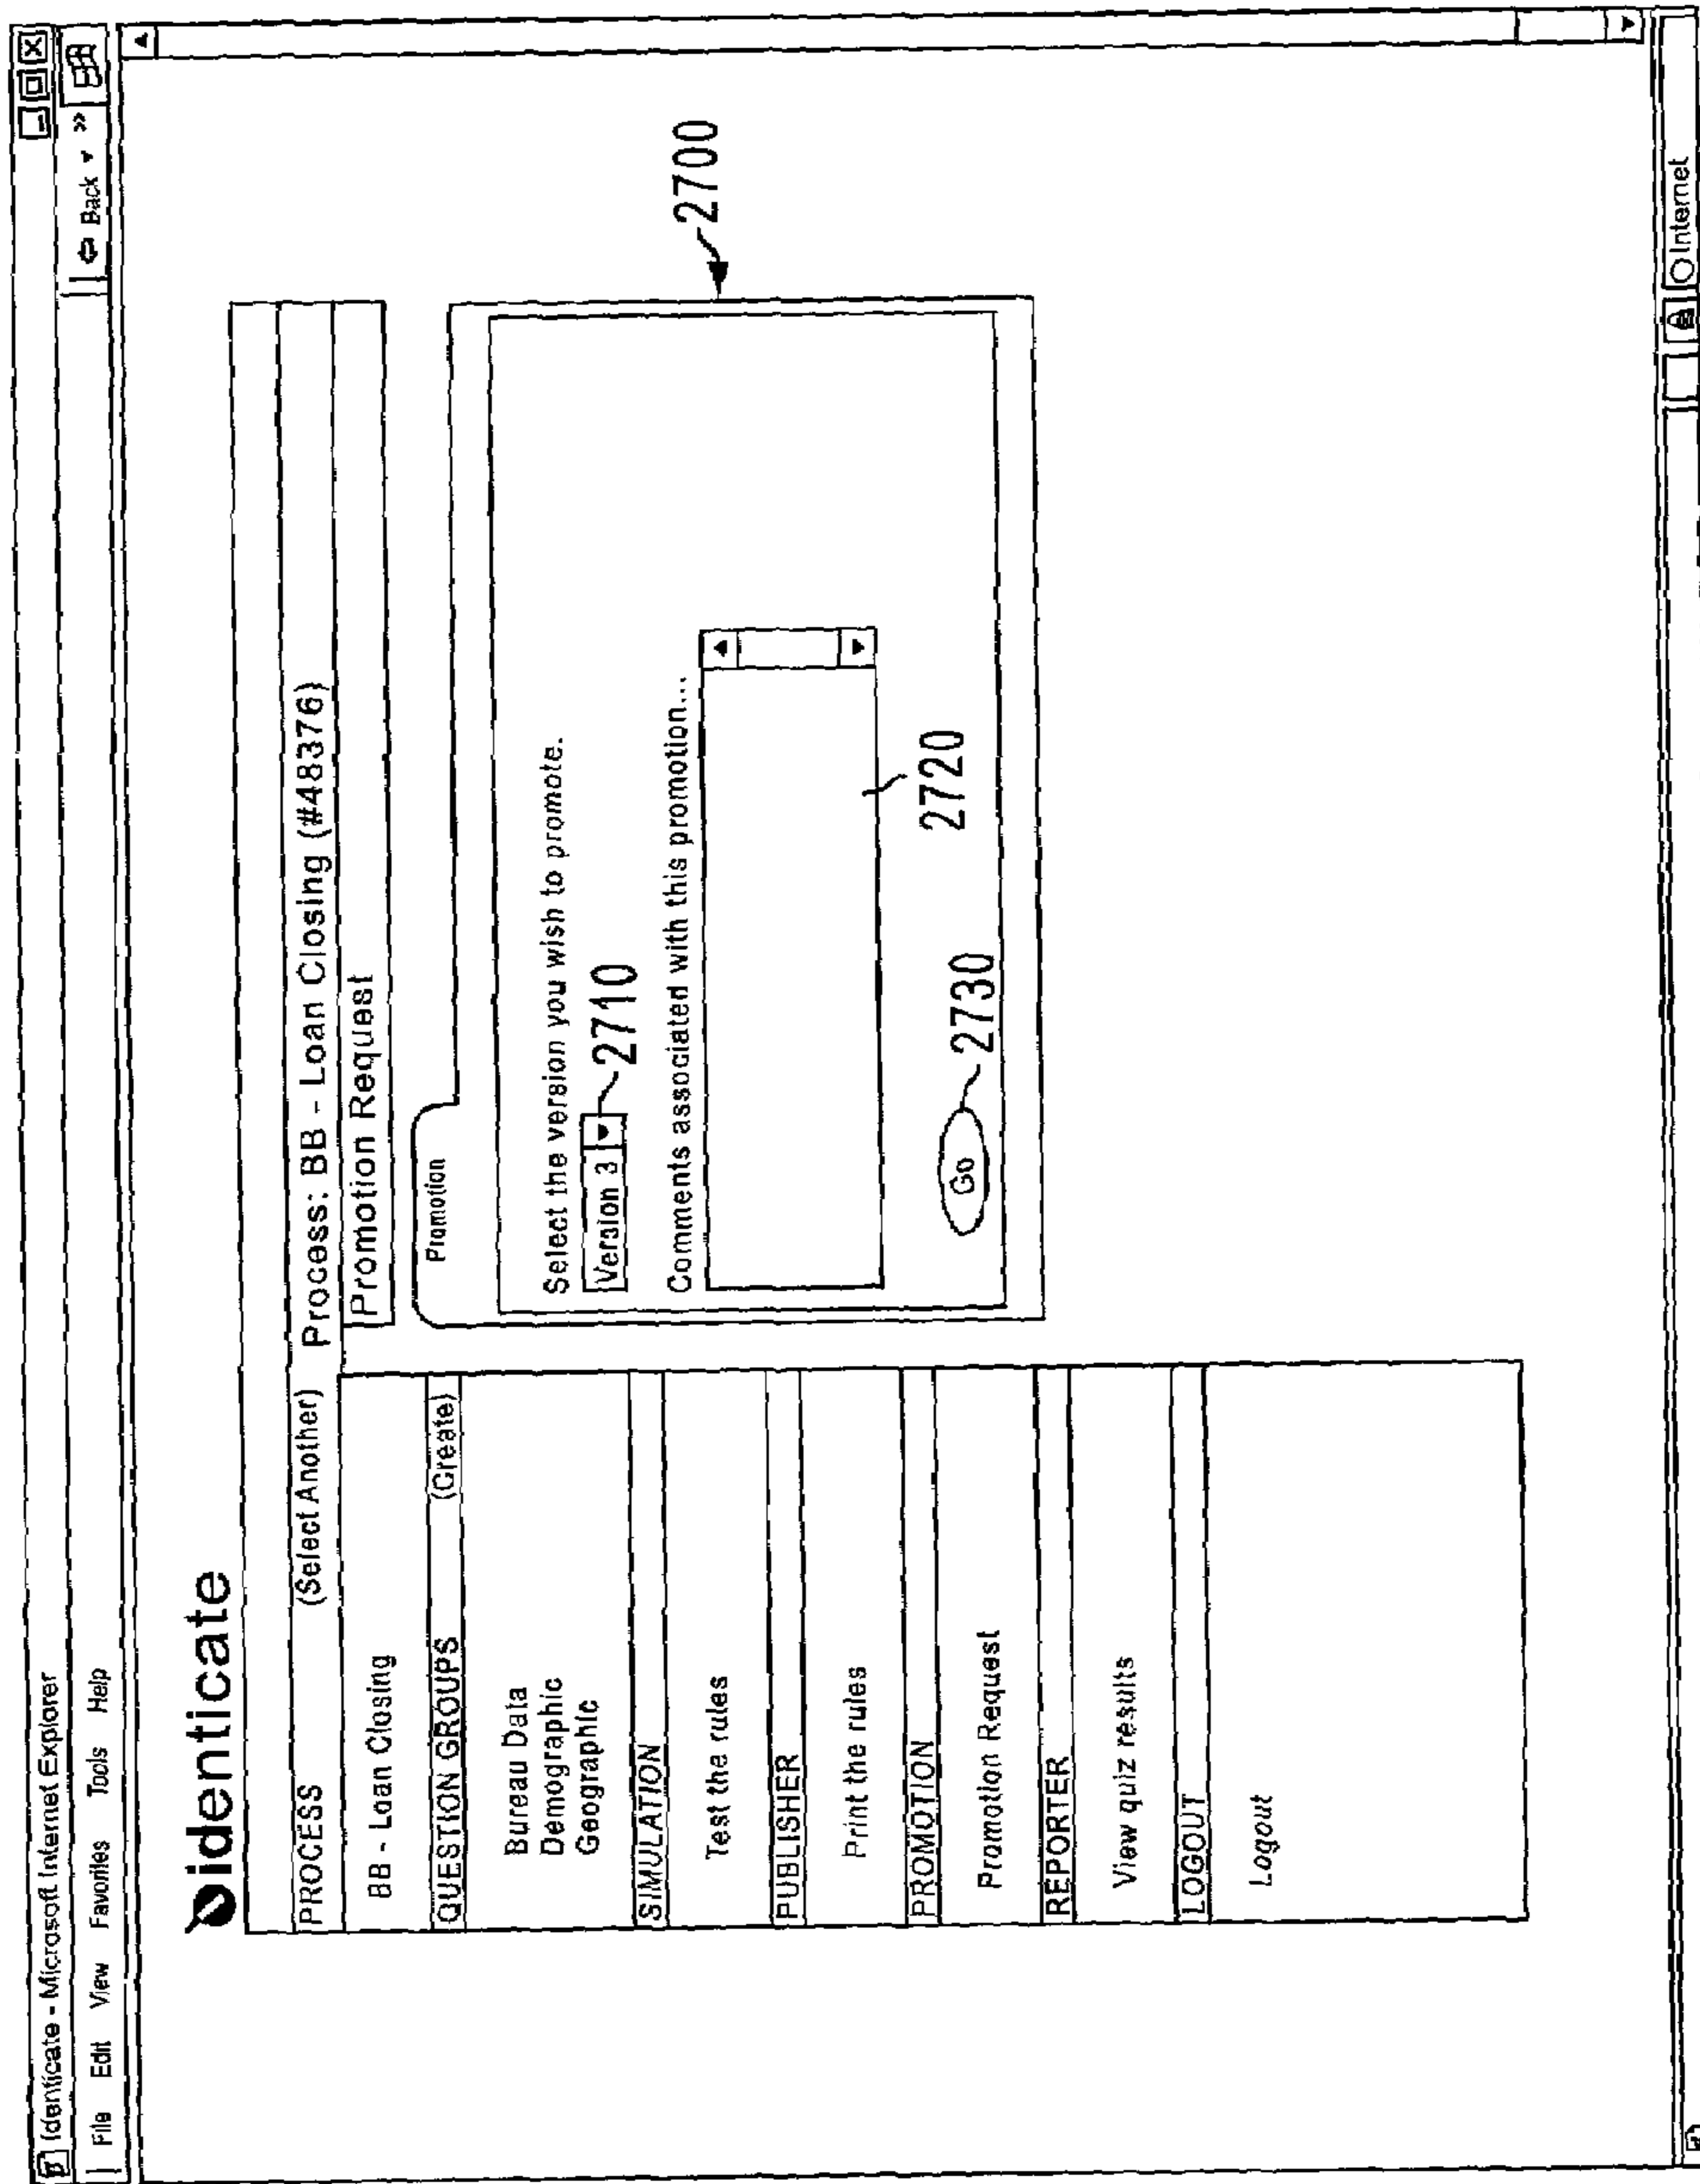 Identicate - Microsoft Internet Explorer
File Edit View Favorites Tools Help
Back »
identicate
PROCESS (Select Another) Process: BB - Loan Closing (#48376)
Promotion Request
BB - Loan Closing
QUESTION GROUPS (Create)
Bureau Data
Demographic
Geographic
SIMULATION
Test the rules
PUBLISHER
Print the rules
PROMOTION
Promotion Request
REPORTER
View quiz results
LOGOUT
Logout
Promotion
Select the version you wish to promote.
Version 3 2710
Comments associated with this promotion...
2720
Go 2730
2700
Internet